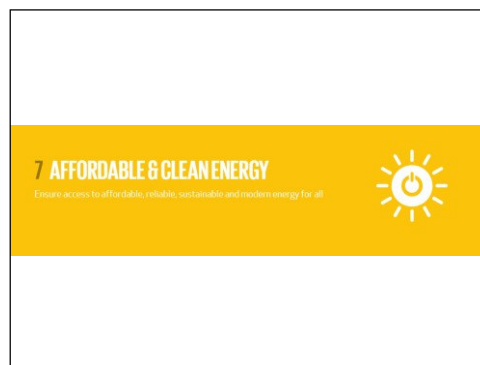 7 AFFORDABLE & CLEAN ENERGY
Ensure access to affordable, reliable, sustainable and modern energy for all